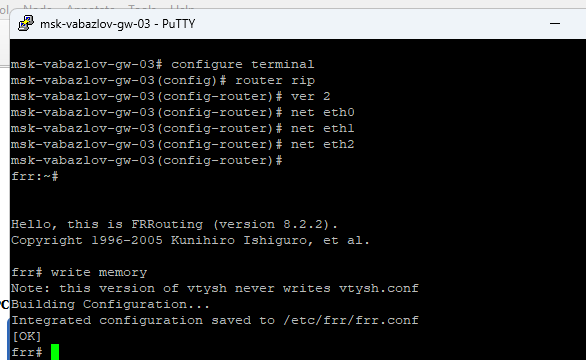 Node Annotate Tools Help
msk-vabazlov-gw-03 - PuTTY
msk-vabazlov-gw-03# configure terminal
msk-vabazlov-gw-03(config)# router rip
msk-vabazlov-gw-03(config-router)# ver 2
msk-vabazlov-gw-03(config-router)# net eth0
msk-vabazlov-gw-03(config-router)# net eth1
msk-vabazlov-gw-03(config-router)# net eth2
msk-vabazlov-gw-03(config-router)#
frr:~#
Hello, this is FRRouting (version 8.2.2).
Copyright 1996-2005 Kunihiro Ishiguro, et al.
frr# write memory
Note: this version of vtysh never writes vtysh.conf
Building Configuration...
Integrated configuration saved to /etc/frr/frr.conf
[OK]
frr#